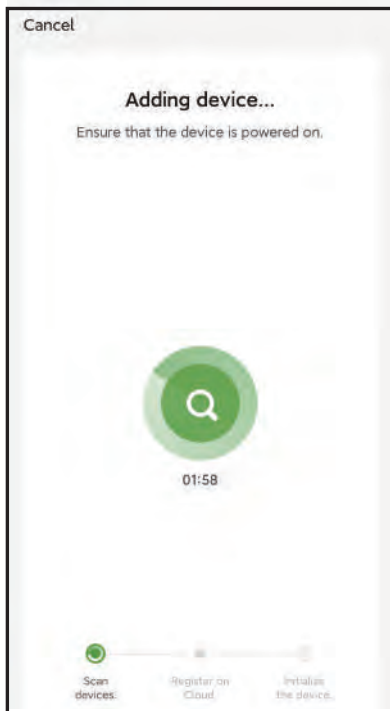 Cancel
Adding device...
Ensure that the device is powered on.
01:58
Scan
devices.
Register on
Cloud.
Initialize
the device.